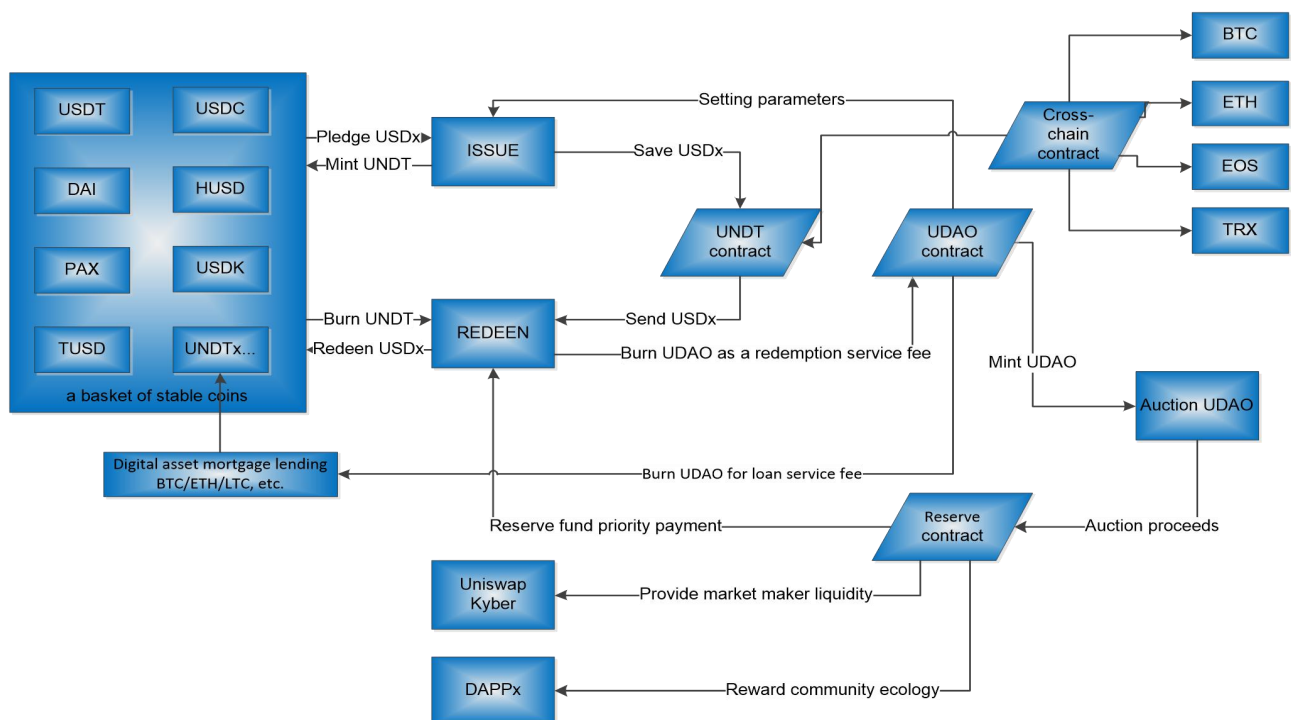 BTC
USDT
USDC
Setting parameters
ETH
Cross-
chain
contract
Pledge USDx
ISSUE
Save USDx
Mint UNDT
EOS
DAI
HUSD
UNDT
contract
UDAO
contract
TRX
PAX
USDK
Burn UNDT
REDEEN
Send USDx
TUSD
UNDTx...
Redeen USDx
Burn UDAO as a redemption service fee
Mint UDAO
a basket of stable coins
Auction UDAO
Digital asset mortgage lending
BTC/ETH/LTC, etc.
Burn UDAO for loan service fee
Reserve fund priority payment
Reserve
contract
Auction proceeds
Uniswap
Kyber
Provide market maker liquidity
DAPPx
Reward community ecology